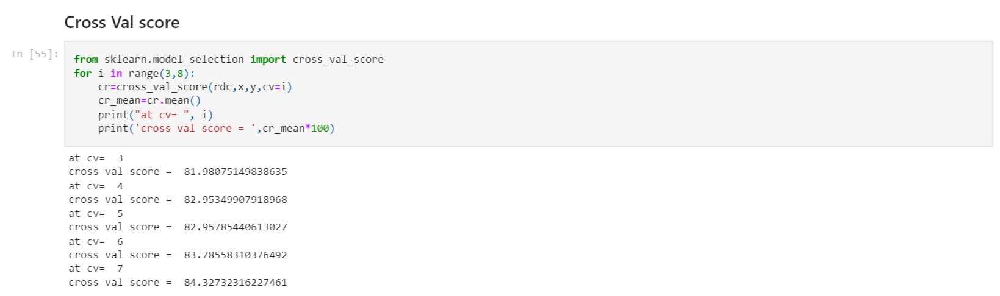 Cross Val score
In [55]:
from sklearn.model_selection import cross_val_score
for i in range(3,8):
    cr=cross_val_score(rdc,x,y,cv=i)
    cr_mean=cr.mean()
    print("at cv= ", i)
    print('cross val score = ',cr_mean*100)
at cv=  3
cross val score =  81.98075149838635
at cv=  4
cross val score =  82.95349907918968
at cv=  5
cross val score =  82.95785440613027
at cv=  6
cross val score =  83.78558310376492
at cv=  7
cross val score =  84.32732316227461